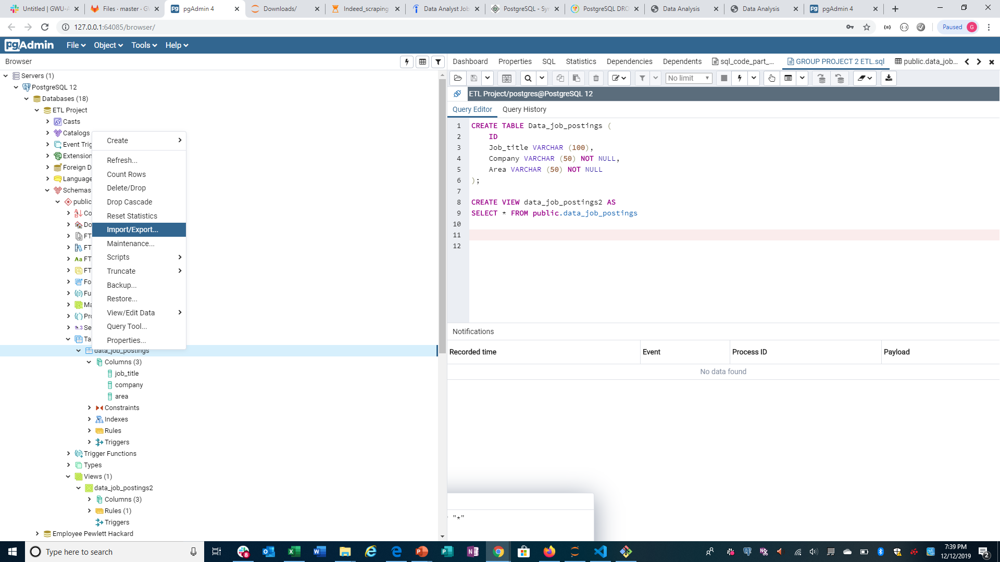 Untitled | GWU-A
Files · master · GW
pgAdmin 4
Downloads/
Indeed_scraping
Data Analyst Job
PostgreSQL - Syn
PostgreSQL DRO
Data Analysis
Data Analysis
pgAdmin 4
127.0.0.1:64085/browser/
Paused
G
pgAdmin
File
Object
Tools
Help
Browser
Dashboard
Properties
SQL
Statistics
Dependencies
Dependents
sql_code_part_...
GROUP PROJECT 2 ETL.sql
public.data_job...
No limit
ETL Project/postgres@PostgreSQL 12
Query Editor
Query History
Servers (1)
PostgreSQL 12
Databases (18)
ETL Project
Casts
Catalogs
Event Trig
Extension
Foreign D
Language
Schemas
public
Co
Do
FT
FT
FT
FT
Fo
Fu
Ma
Pro
Se
Ta
data_job_postings
Columns (3)
job_title
company
area
Constraints
Indexes
Rules
Triggers
Trigger Functions
Types
Views (1)
data_job_postings2
Columns (3)
Rules (1)
Triggers
Employee Pewlett Hackard
Create
Refresh...
Count Rows
Delete/Drop
Drop Cascade
Reset Statistics
Import/Export...
Maintenance...
Scripts
Truncate
Backup...
Restore...
View/Edit Data
Query Tool...
Properties...
1 CREATE TABLE Data_job_postings (
2 ID
3 Job_title VARCHAR (100),
4 Company VARCHAR (50) NOT NULL,
5 Area VARCHAR (50) NOT NULL
6 );
7
8 CREATE VIEW data_job_postings2 AS
9 SELECT * FROM public.data_job_postings
10
11
12
Notifications
Recorded time
Event
Process ID
Payload
No data found
"*"
Type here to search
8
7:39 PM
12/12/2019
2